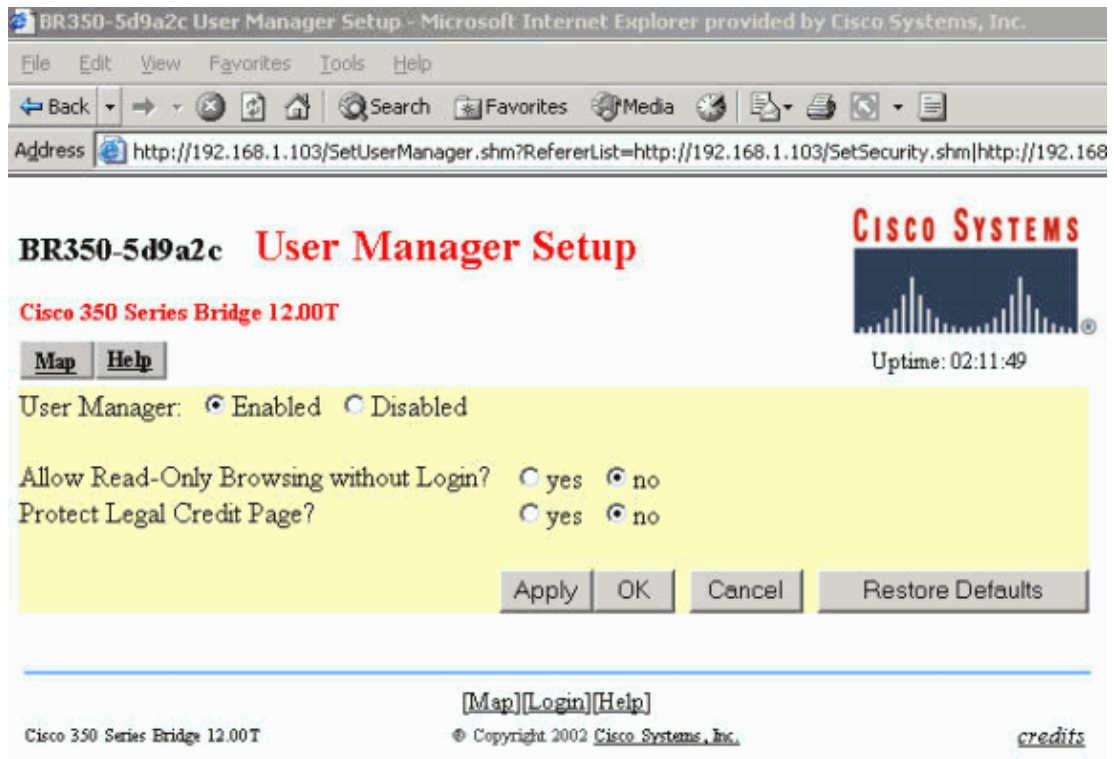 BR350-5d9a2c User Manager Setup - Microsoft Internet Explorer provided by Cisco Systems, Inc.
File Edit View Favorites Tools Help
Back Search Favorites Media
Address http://192.168.1.103/SetUserManager.shm?RefererList=http://192.168.1.103/SetSecurity.shm|http://192.168
CISCO SYSTEMS
BR350-5d9a2c User Manager Setup
Cisco 350 Series Bridge 12.00T
Map Help
Uptime: 02:11:49
User Manager: Enabled Disabled
Allow Read-Only Browsing without Login? yes no
Protect Legal Credit Page? yes no
Apply OK Cancel Restore Defaults
[Map][Login][Help]
Cisco 350 Series Bridge 12.00T © Copyright 2002 Cisco Systems, Inc. credits